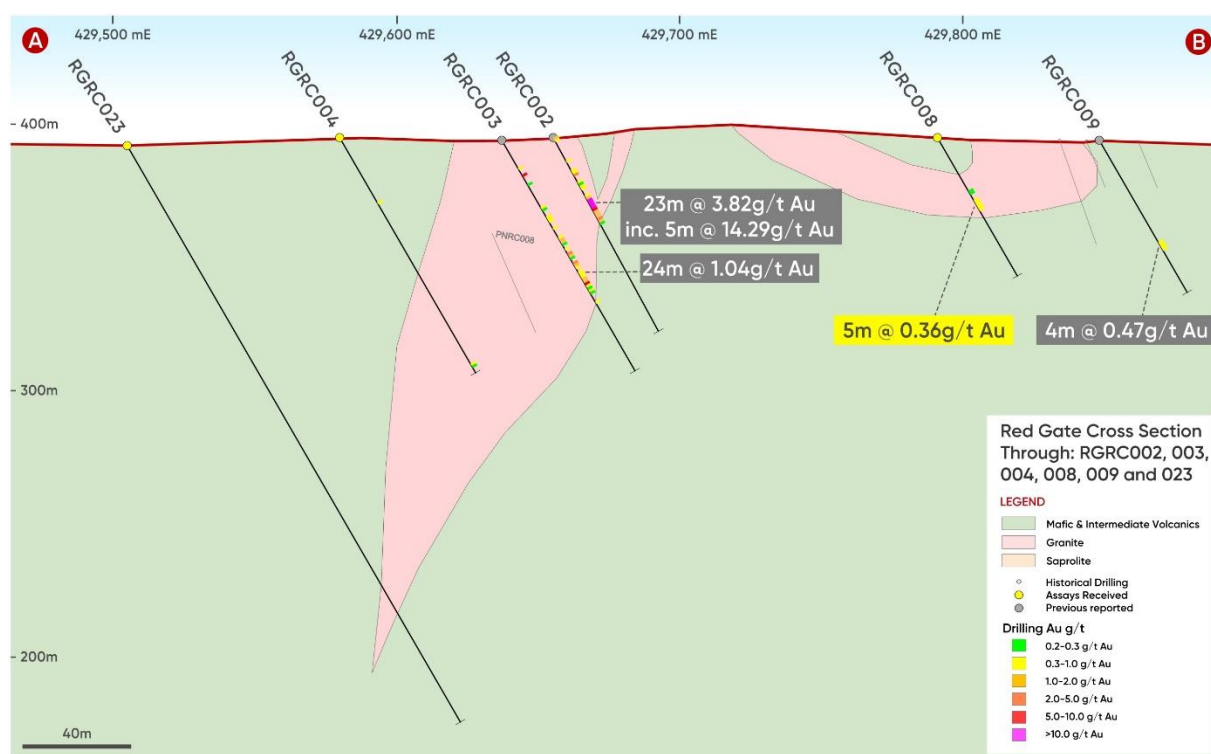 A
429,500 mE
429,600 mE
429,700 mE
429,800 mE
B
RGRC023
RGRC004
RGRC003
RGRC002
RGRC008
RGRC009
400m
23m @ 3.82g/t Au
inc. 5m @ 14.29g/t Au
PNRC008
24m @ 1.04g/t Au
5m @ 0.36g/t Au
4m @ 0.47g/t Au
300m
200m
40m
Red Gate Cross Section
Through: RGRC002, 003,
004, 008, 009 and 023
LEGEND
Mafic & Intermediate Volcanics
Granite
Saprolite
Historical Drilling
Assays Received
Previous reported
Drilling Au g/t
0.2-0.3 g/t Au
0.3-1.0 g/t Au
1.0-2.0 g/t Au
2.0-5.0 g/t Au
5.0-10.0 g/t Au
>10.0 g/t Au